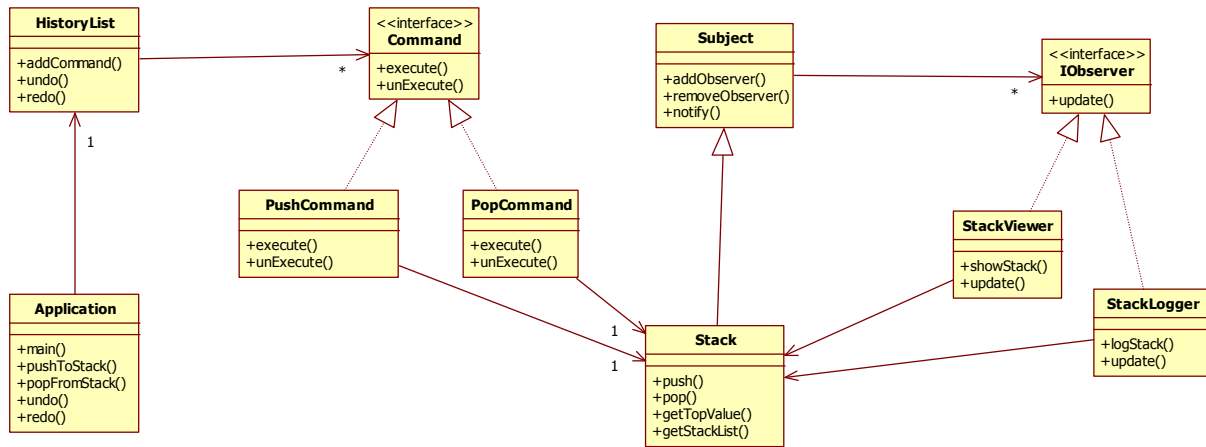 HistoryList
+addCommand()
+undo()
+redo()
<<interface>>
Command
+execute()
+unExecute()
*
Subject
+addObserver()
+removeObserver()
+notify()
<<interface>>
IObserver
+update()
*
1
PushCommand
+execute()
+unExecute()
PopCommand
+execute()
+unExecute()
StackViewer
+showStack()
+update()
Application
+main()
+pushToStack()
+popFromStack()
+undo()
+redo()
1
1
Stack
+push()
+pop()
+getTopValue()
+getStackList()
StackLogger
+logStack()
+update()